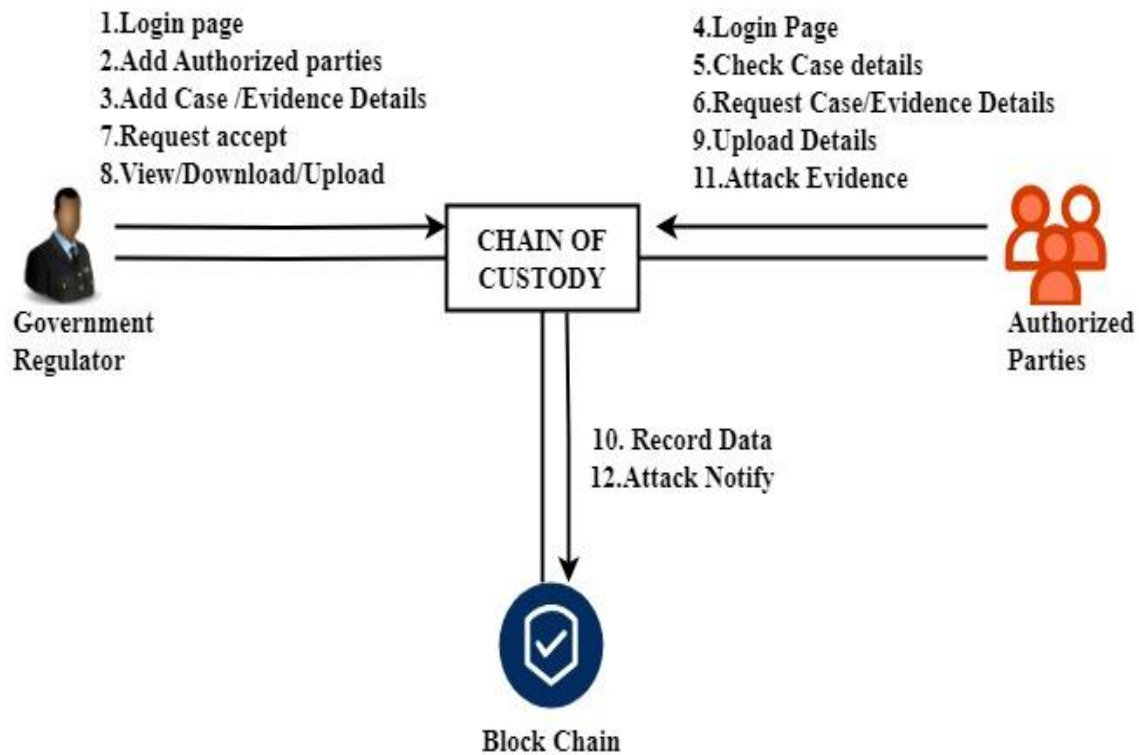 1.Login page
2.Add Authorized parties
3.Add Case /Evidence Details
7.Request accept
8.View/Download/Upload
4.Login Page
5.Check Case details
6.Request Case/Evidence Details
9.Upload Details
11.Attack Evidence
CHAIN OF
CUSTODY
Government
Regulator
Authorized
Parties
10. Record Data
12.Attack Notify
Block Chain